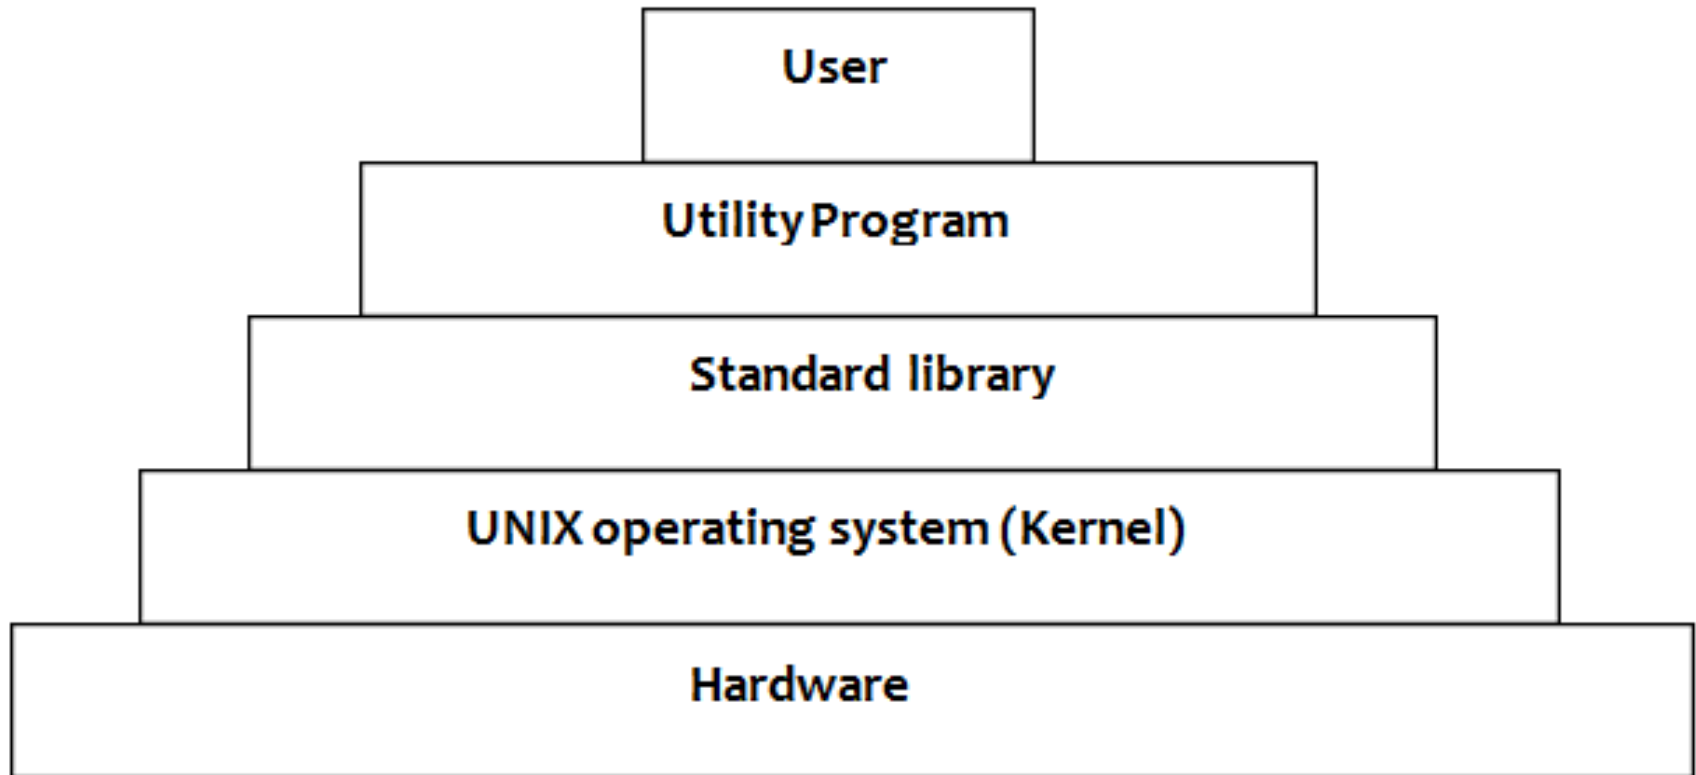 User
Utility Program
Standard library
UNIX operating system (Kernel)
Hardware